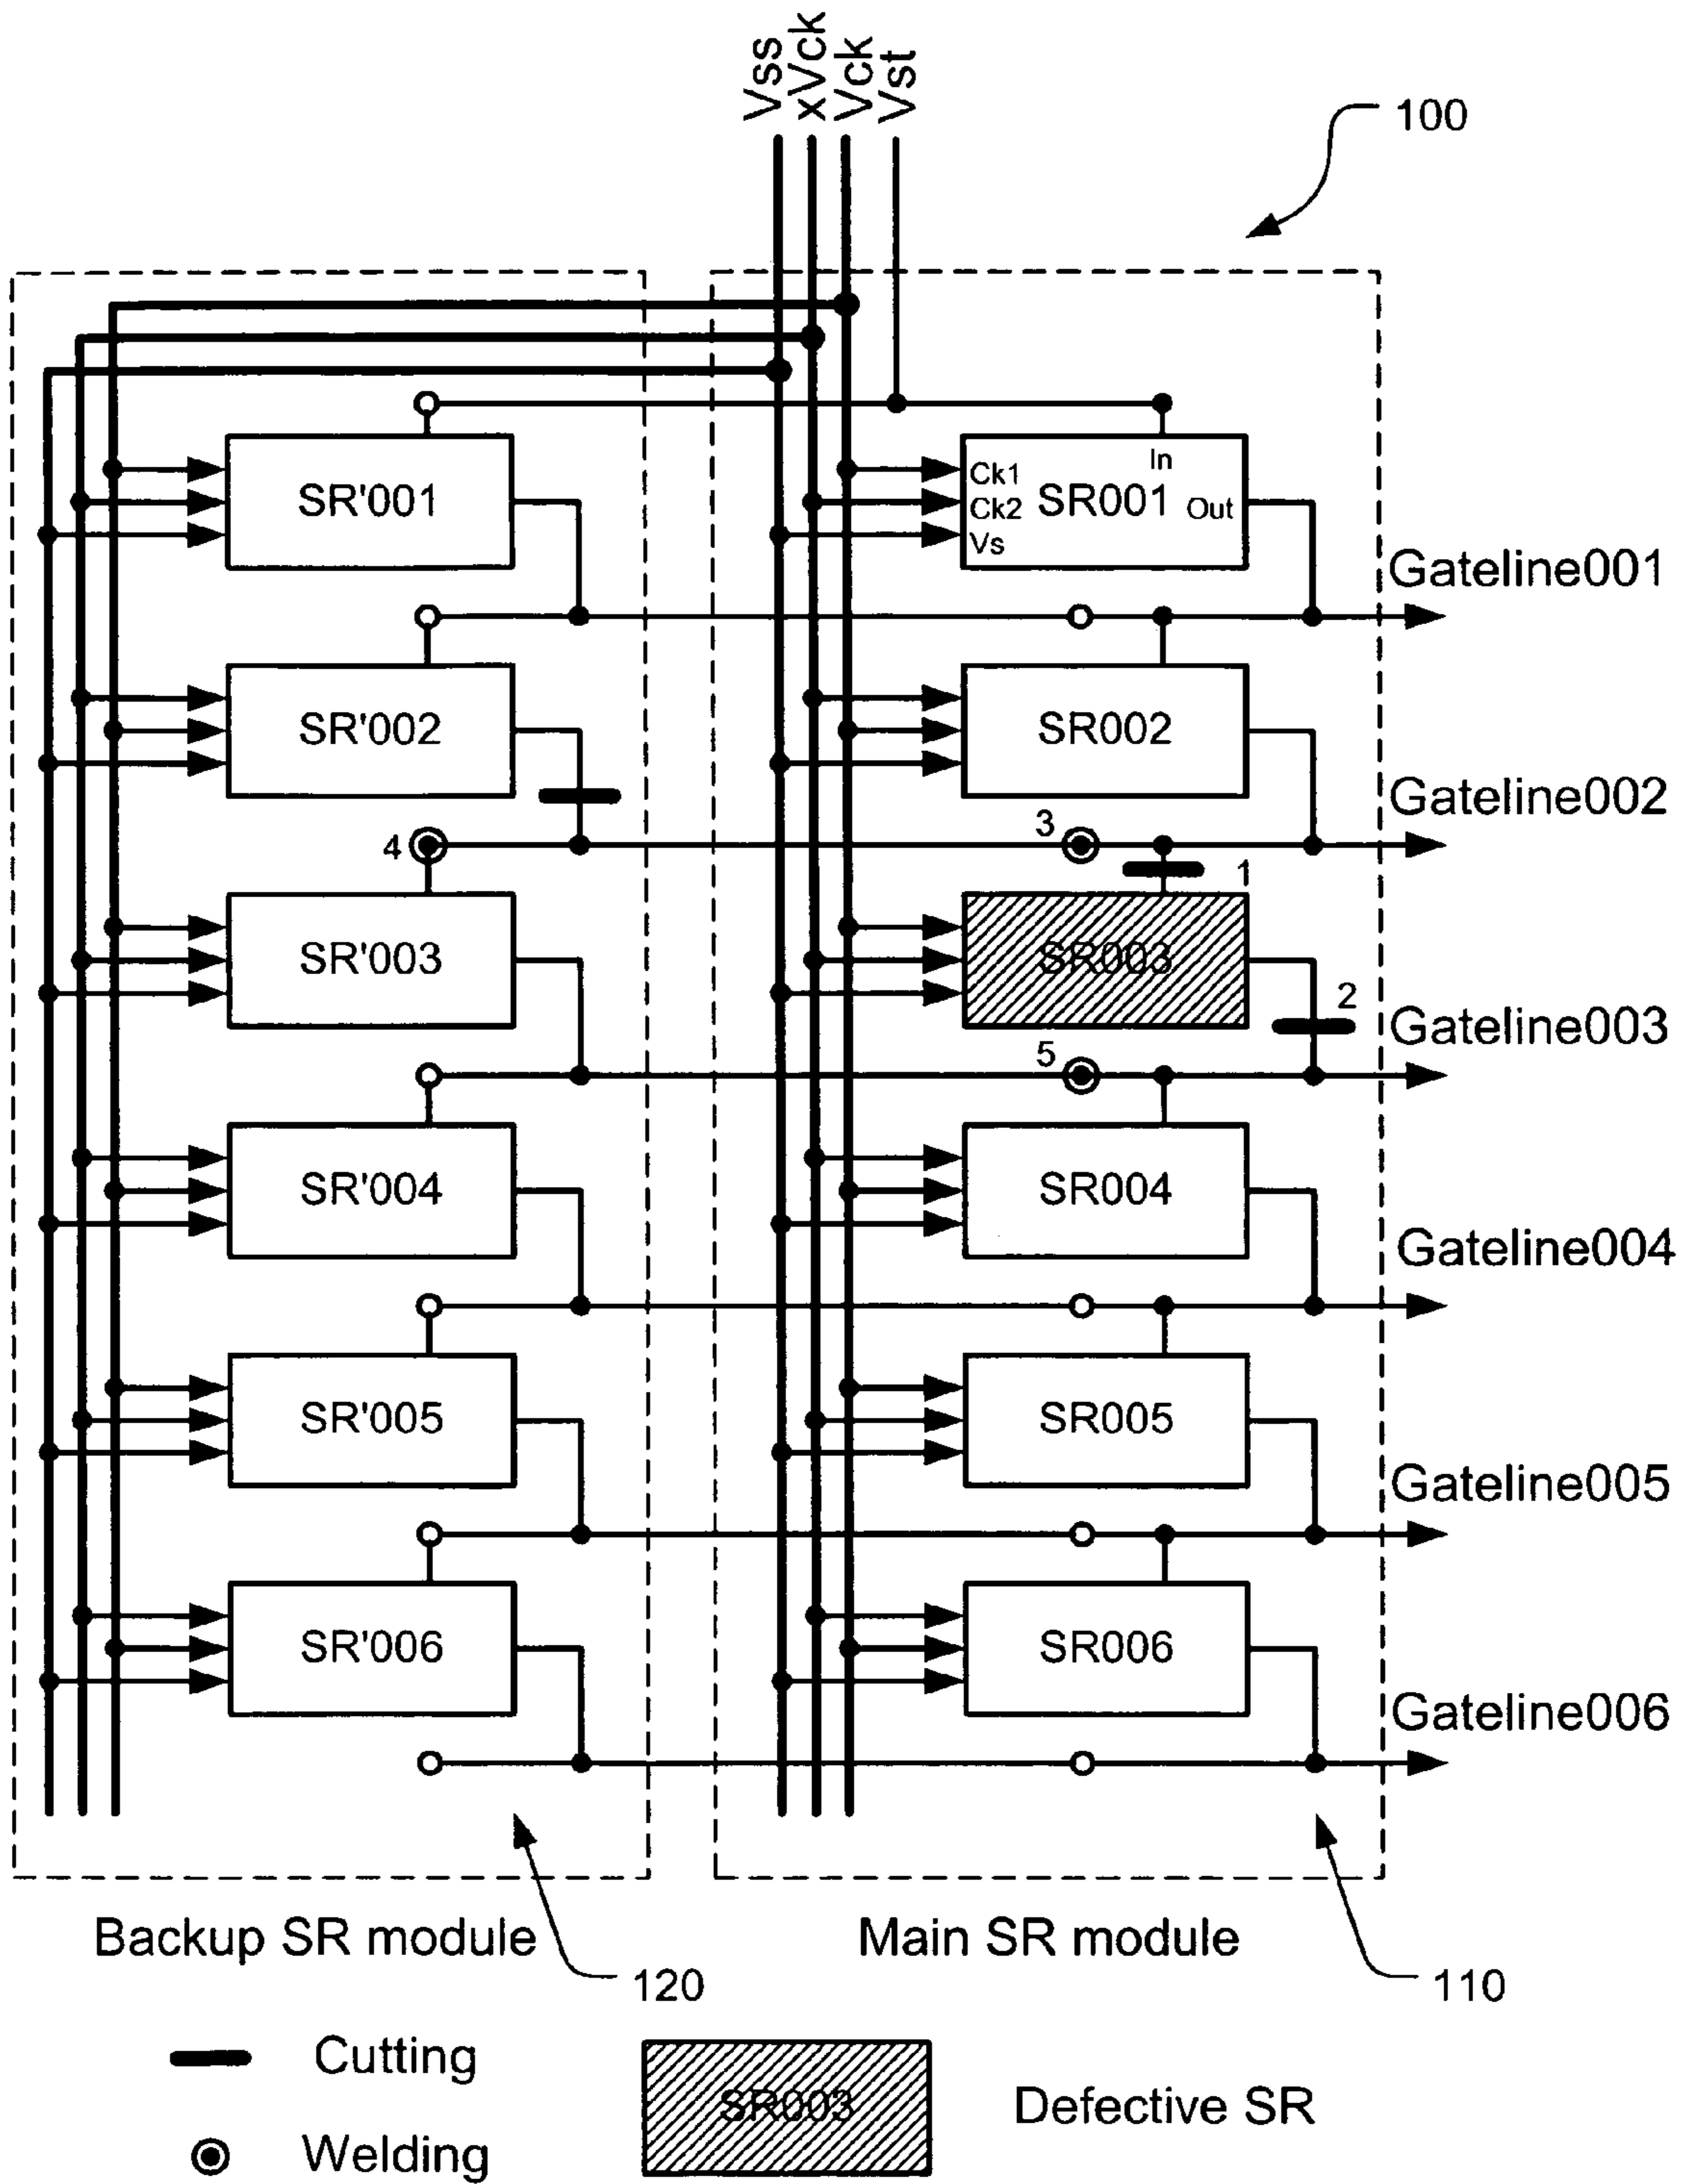 Vss
xVck
Vck
Vst
100
SR'001
Ck1
Ck2
Vs
In
SR001
Out
Gateline001
SR'002
SR002
Gateline002
4
3
1
SR'003
SR003
2
Gateline003
5
SR'004
SR004
Gateline004
SR'005
SR005
Gateline005
SR'006
SR006
Gateline006
Backup SR module
Main SR module
120
110
Cutting
SR003
Defective SR
Welding